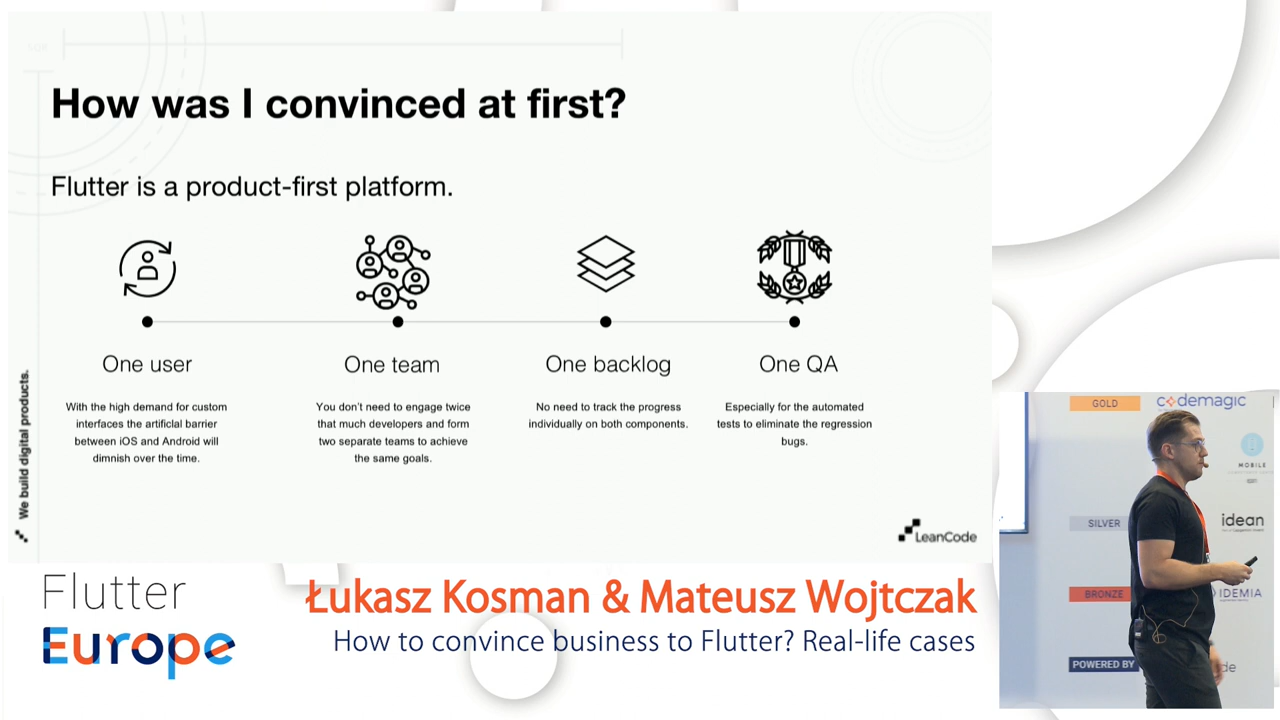 How was I convinced at first?
Flutter is a product-first platform.
One user
With the high demand for custom
interfaces the artificlal barrier
between iOS and Android will
dimnish over the time.
One team
You don't need to engage twice
that much developers and form
two separate teams to achieve
the same goals.
One backlog
No need to track the progress
individually on both components.
One QA
Especially for the automated
tests to eliminate the regression
bugs.
We build digital products.
LeanCode
Flutter
Europe
Łukasz Kosman & Mateusz Wojtczak
How to convince business to Flutter? Real-life cases
GOLD
codemagic
MOBILE
SILVER
idean
BRONZE
IDEMIA
POWERED BY